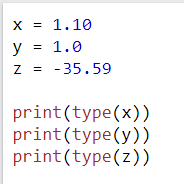 x = 1.10
y = 1.0
z = -35.59

print(type(x))
print(type(y))
print(type(z))